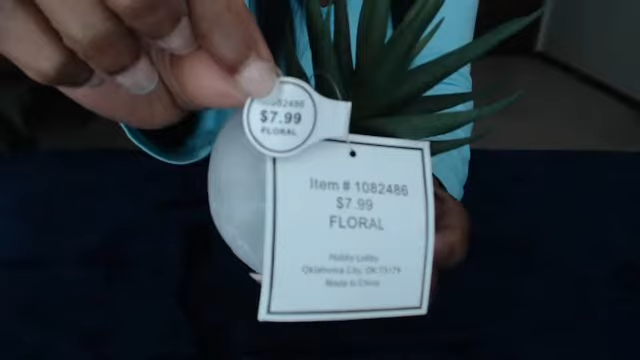 1082486
$7.99
FLORAL
Item # 1082486
$7.99
FLORAL
Hobby Lobby
Oklahoma City, OK 73179
Made in China